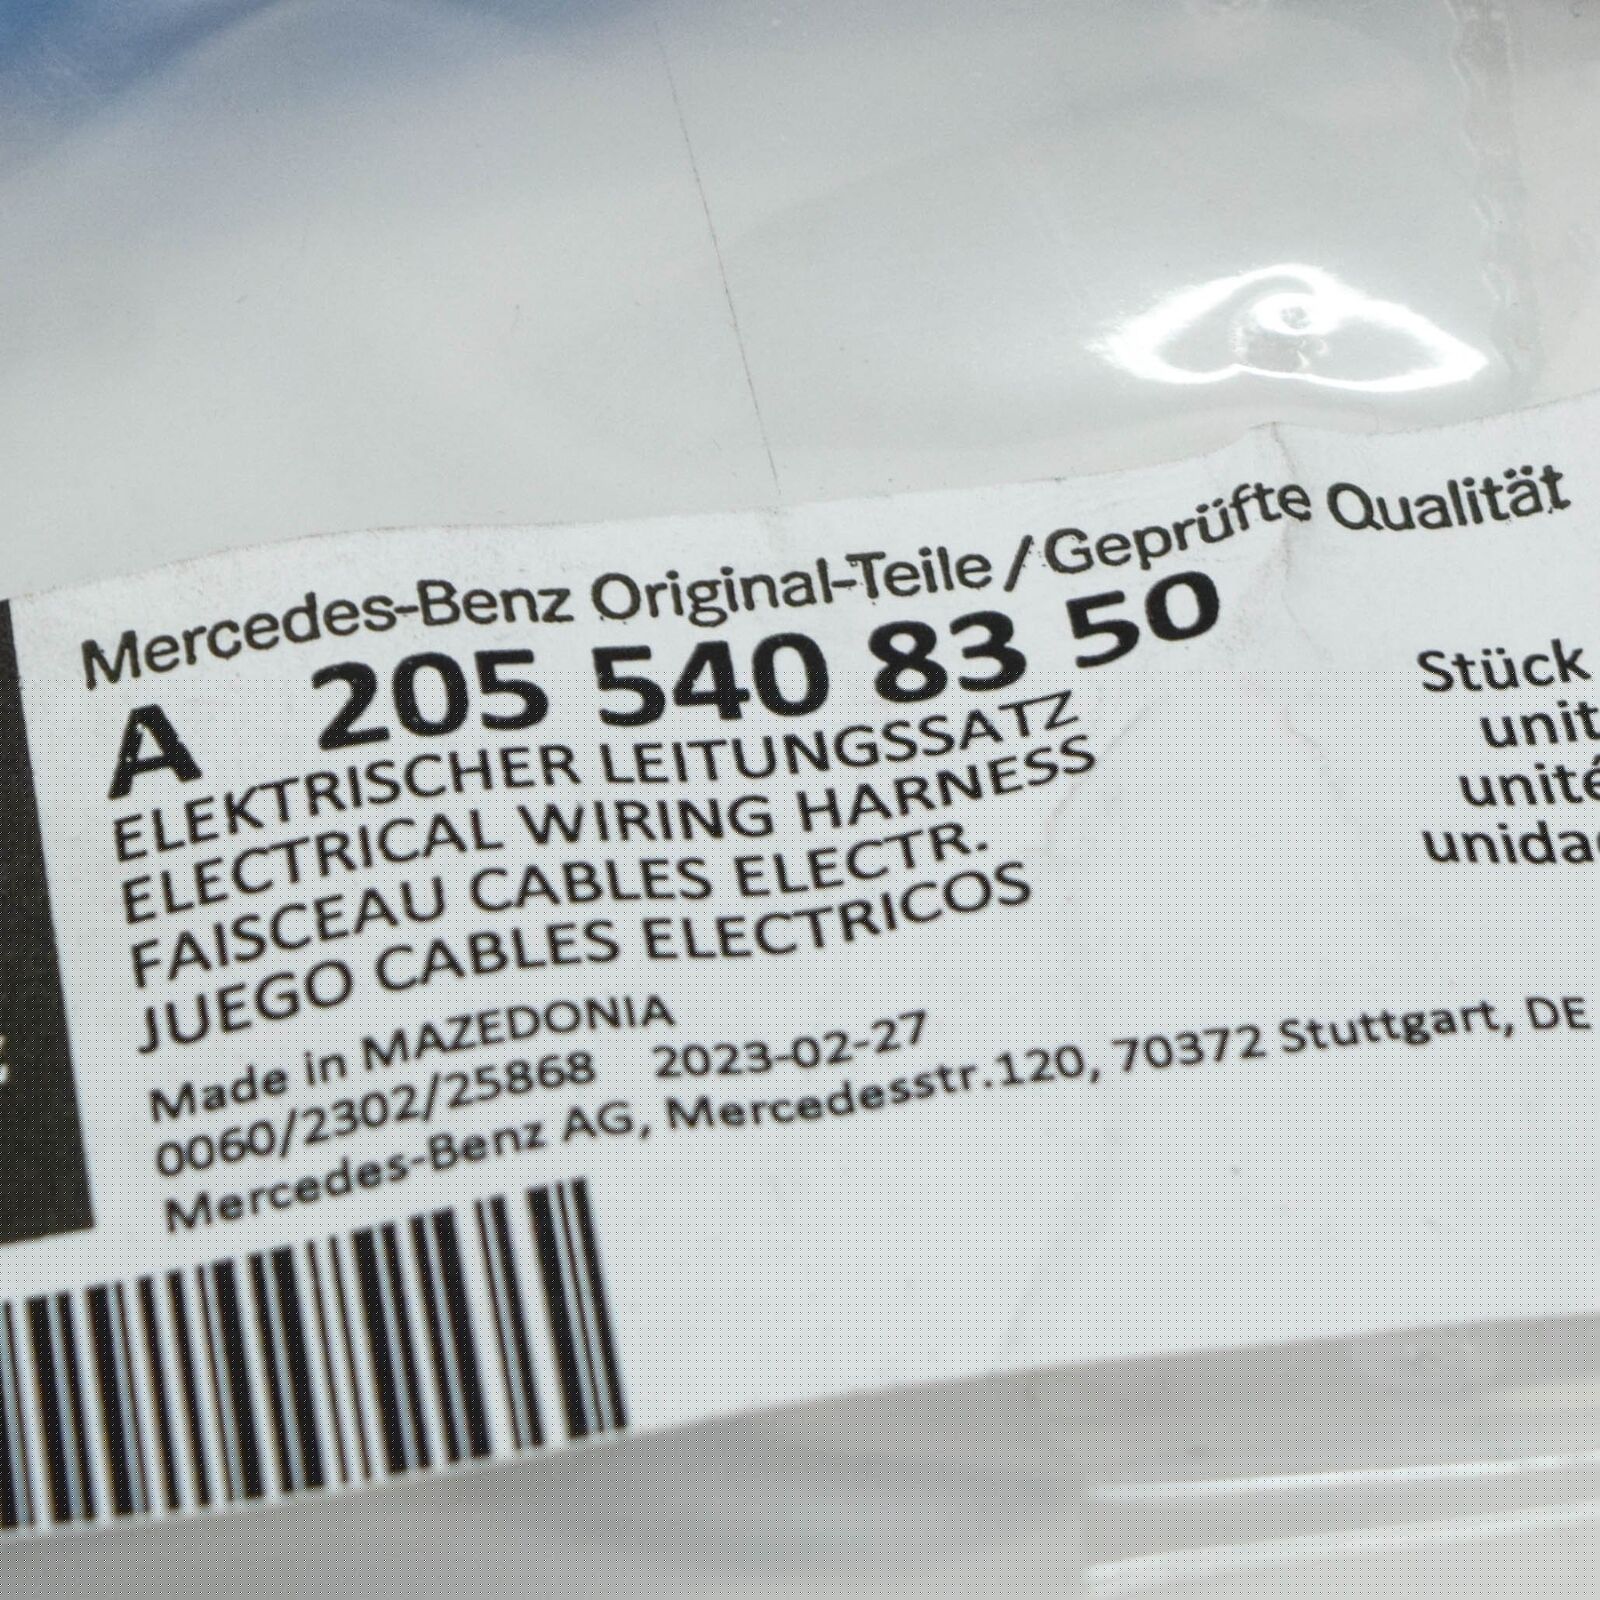 Mercedes-Benz Original-Teile / Geprüfte Qualität
A 205 540 83 50
ELEKTRISCHER LEITUNGSSATZ
ELECTRICAL WIRING HARNESS
FAISCEAU CABLES ELECTR.
JUEGO CABLES ELECTRICOS
Stück
unit
unité
Made in MAZEDONIA
0060/2302/25868 2023-02-27
Mercedes-Benz AG, Mercedesstr.120, 70372 Stuttgart, DE